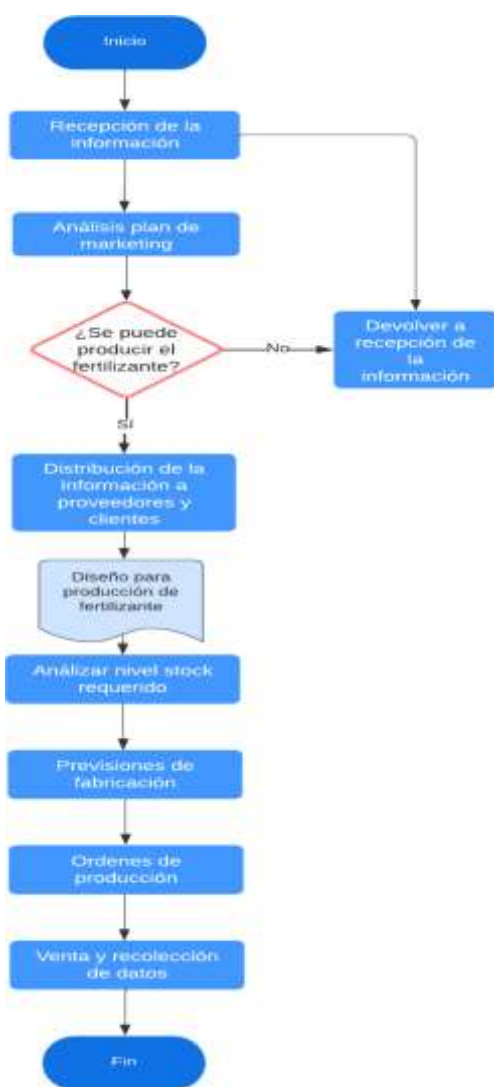 Inicio
Recepción de la
información
Análisis plan de
marketing
¿Se puede
producir el
fertilizante?
No
Devolver a
recepción de
la
información
Sí
Distribución de la
información a
proveedores y
clientes
Diseño para
producción de
fertilizante
Análizar nivel stock
requerido
Previsiones de
fabricación
Ordenes de
producción
Venta y recolección
de datos
Fin